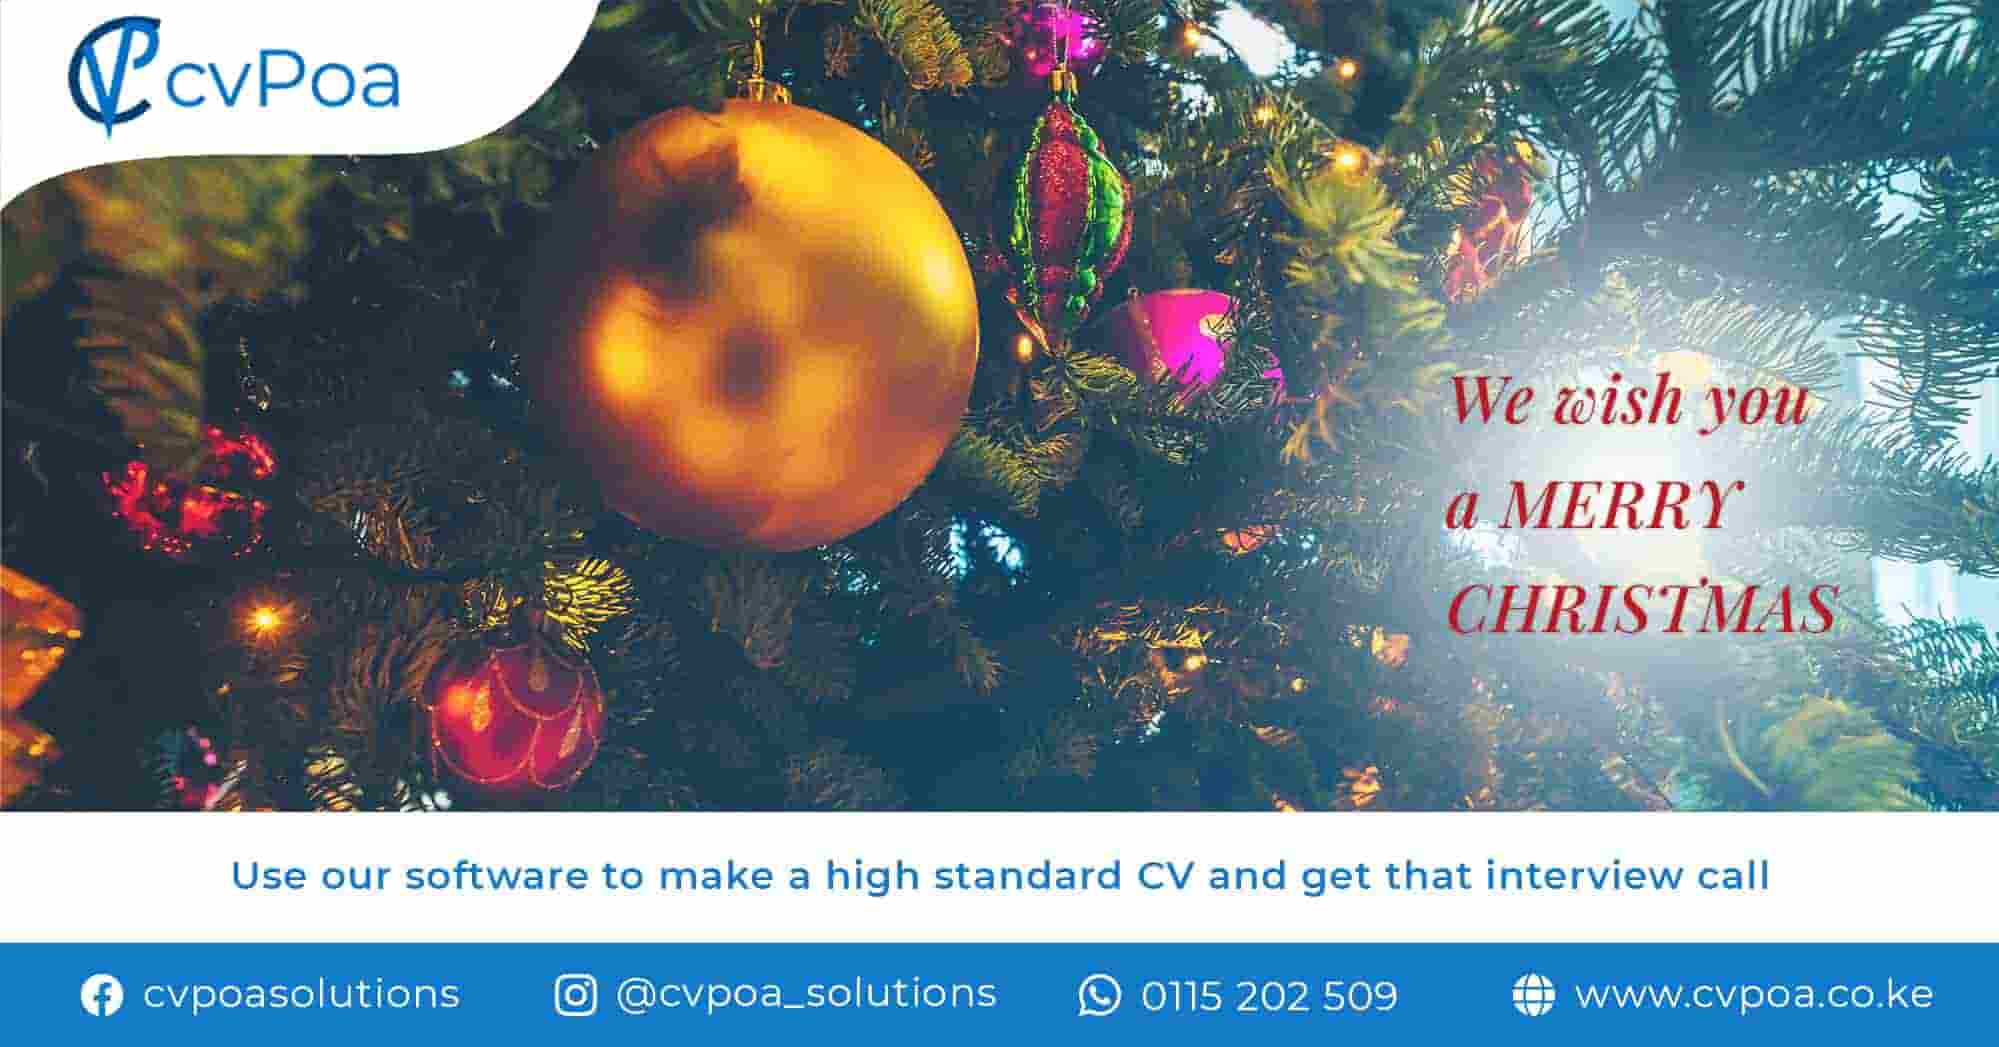 cvPoa
We wish you
a MERRY
CHRISTMAS
Use our software to make a high standard CV and get that interview call
cvpoasolutions
@cvpoa_solutions
0115 202 509
www.cvpoa.co.ke